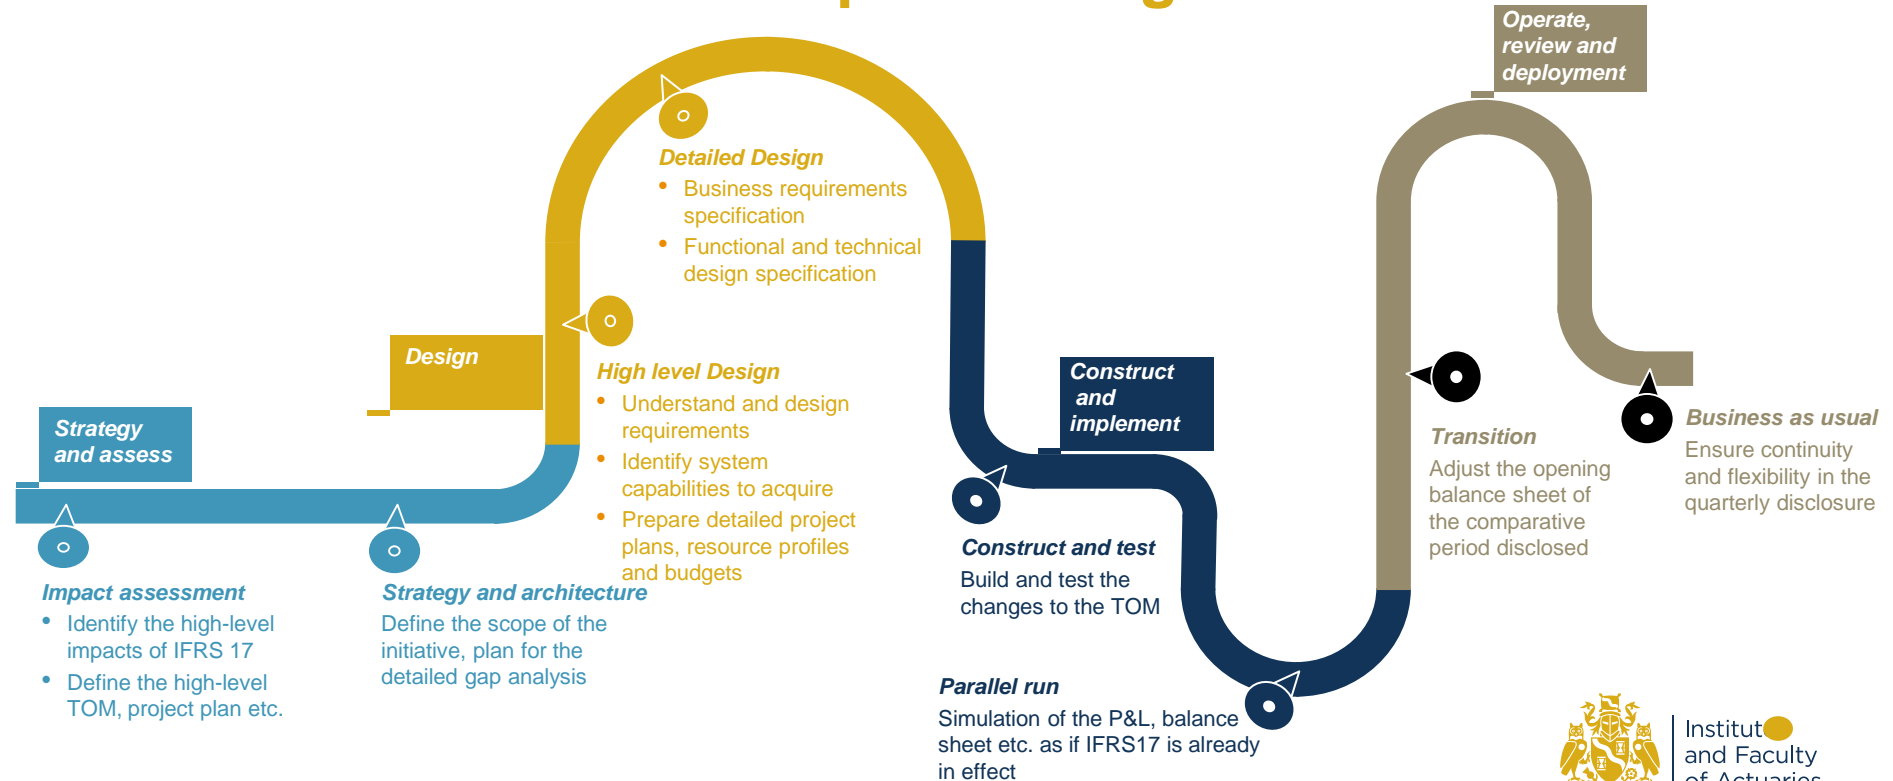 Operate,
review and
deployment
Detailed Design
• Business requirements
specification
• Functional and technical
design specification
Design
High level Design
• Understand and design
requirements
• Identify system
capabilities to acquire
• Prepare detailed project
plans, resource profiles
and budgets
Strategy
and assess
Construct
and
implement
Impact assessment
• Identify the high-level
impacts of IFRS 17
• Define the high-level
TOM, project plan etc.
Strategy and architecture
Define the scope of the
initiative, plan for the
detailed gap analysis
Construct and test
Build and test the
changes to the TOM
Parallel run
Simulation of the P&L, balance
sheet etc. as if IFRS17 is already
in effect
Transition
Adjust the opening
balance sheet of
the comparative
period disclosed
Business as usual
Ensure continuity
and flexibility in the
quarterly disclosure
Institut
and Faculty
of Actuaries